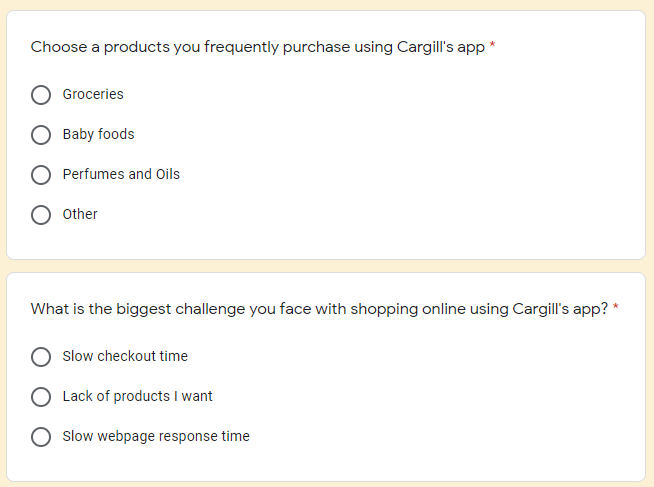 Choose a products you frequently purchase using Cargill's app *
Groceries
Baby foods
Perfumes and Oils
Other
What is the biggest challenge you face with shopping online using Cargill's app? *
Slow checkout time
Lack of products I want
Slow webpage response time